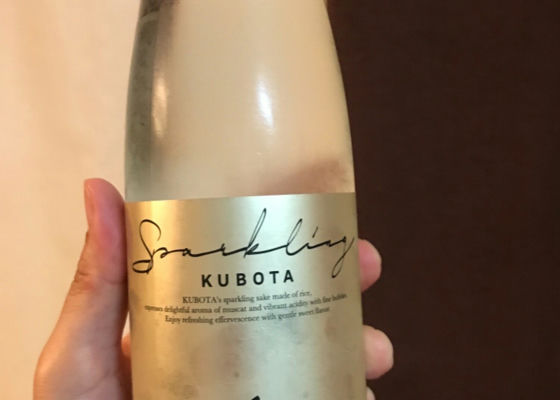 Sparkling
KUBOTA
KUBOTA's sparkling sake made of rice,
expresses delightful aroma of muscat and vibrant acidity with fine bubbles.
Enjoy refreshing effervescence with gentle sweet flavor